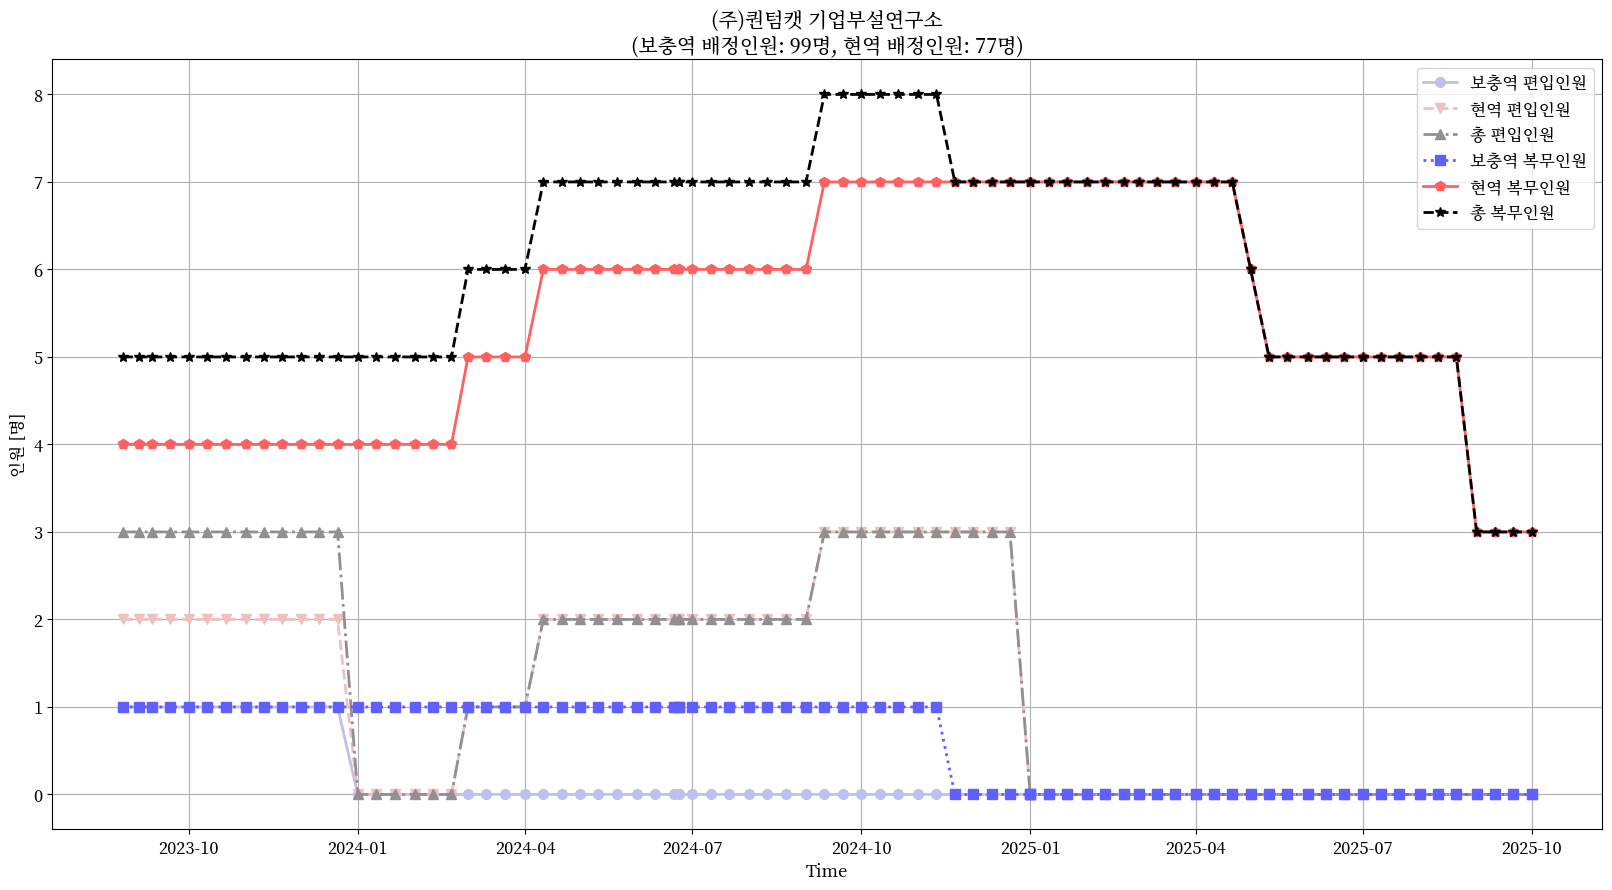 (주)퀀텀캣 기업부설연구소
(보충역 배정인원: 99명, 현역 배정인원: 77명)
보충역 편입인원
현역 편입인원
총 편입인원
보충역 복무인원
현역 복무인원
총 복무인원
인원 [명]
8
7
6
5
4
3
2
1
0
2023-10
2024-01
2024-04
2024-07
2024-10
2025-01
2025-04
2025-07
2025-10
Time